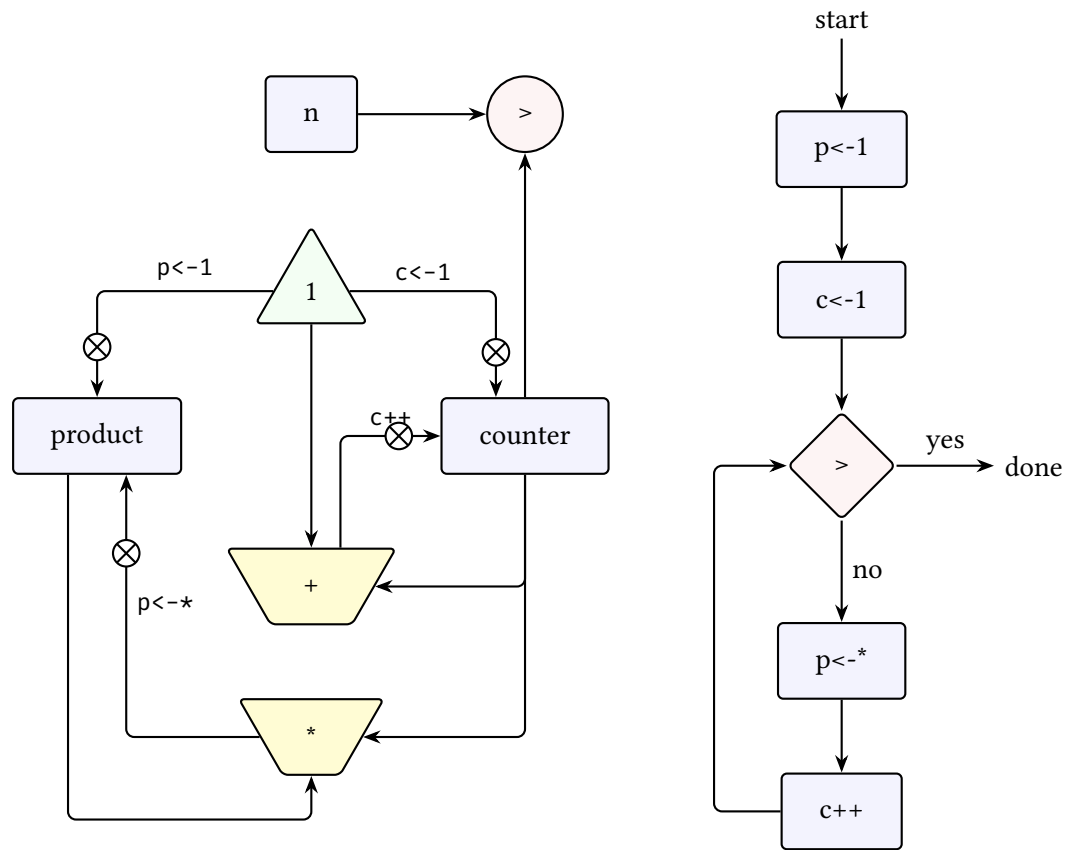 n
>
p<-1
c<-1
1
product
c++
counter
+
p<-*
*
start
p<-1
c<-1
>
yes
done
no
p<-*
c++